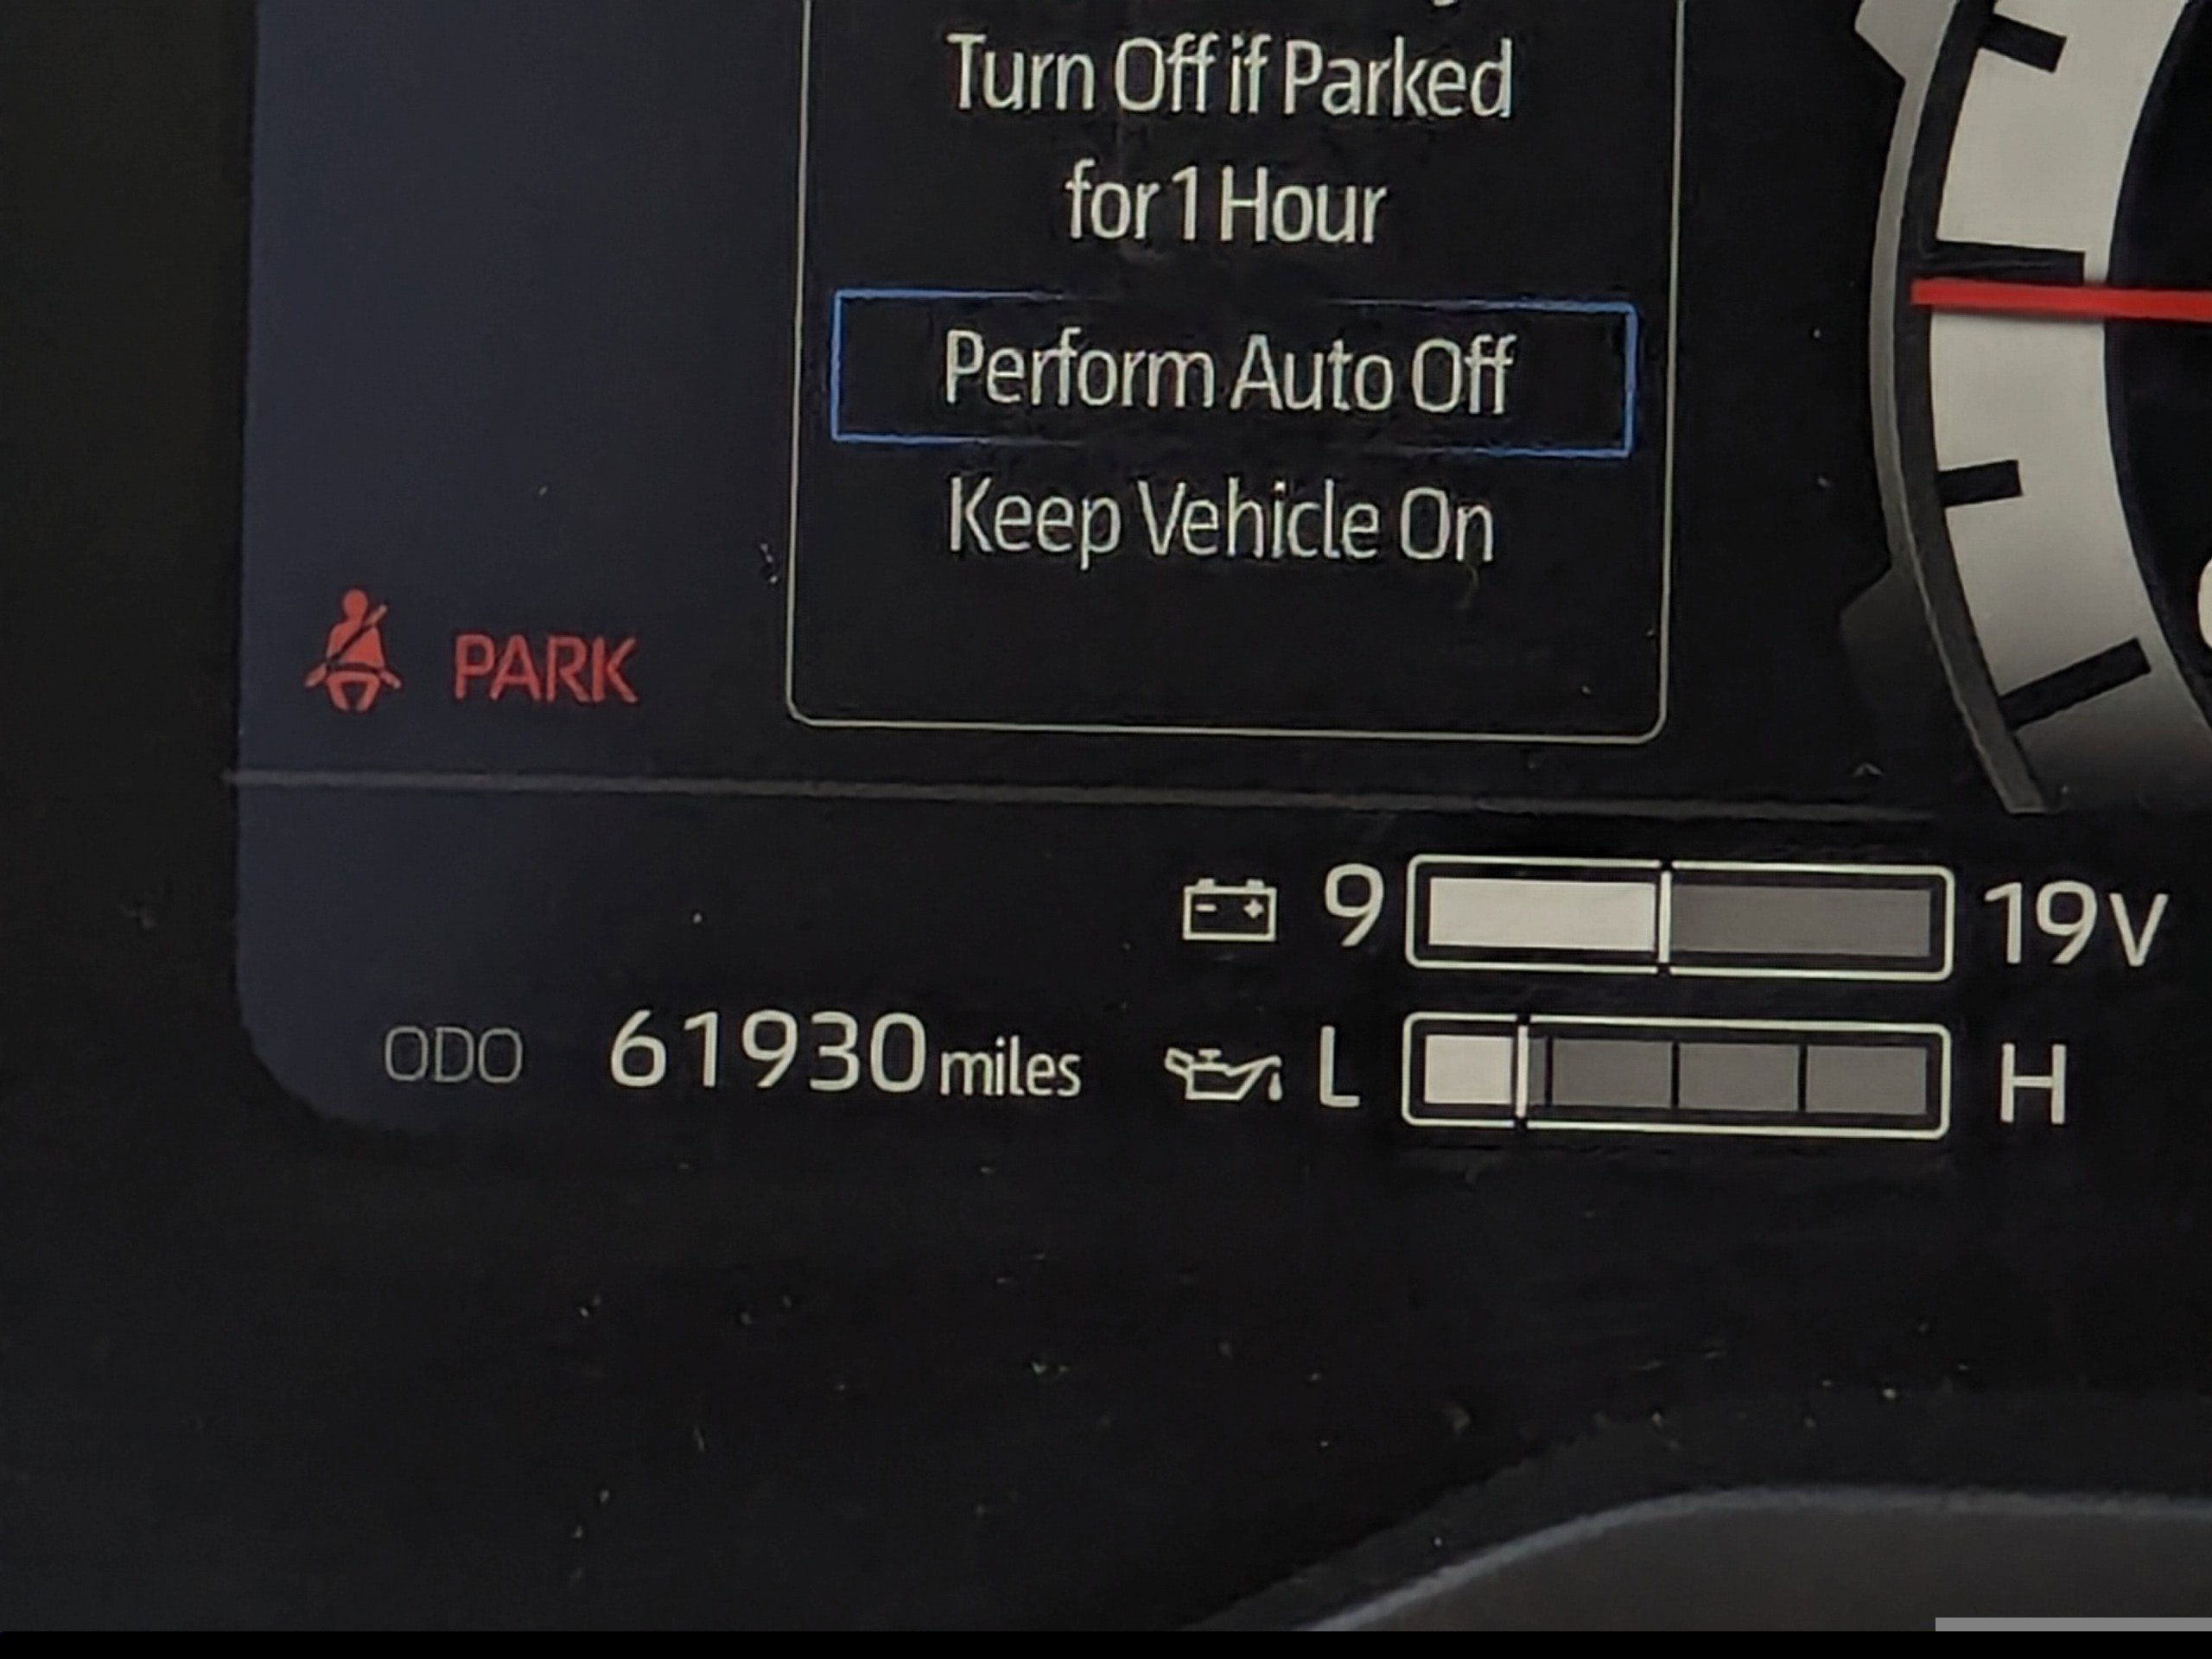 Turn Off if Parked
for 1 Hour
Perform Auto Off
Keep Vehicle On
PARK
9 19V
ODO 61930 miles L H